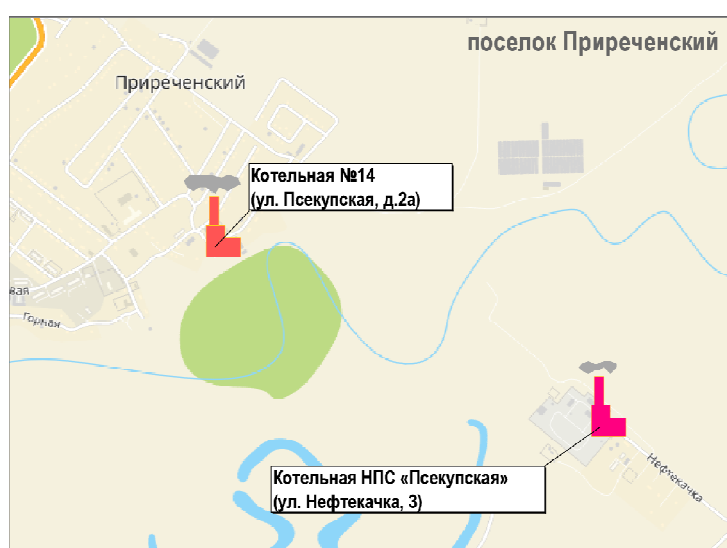 поселок Приреченский
Приреченский
Котельная №14
(ул. Псекупская, д.2а)
вая
Горная
Котельная НПС «Псекупская»
(ул. Нефтекачка, 3)
Нефтекачка